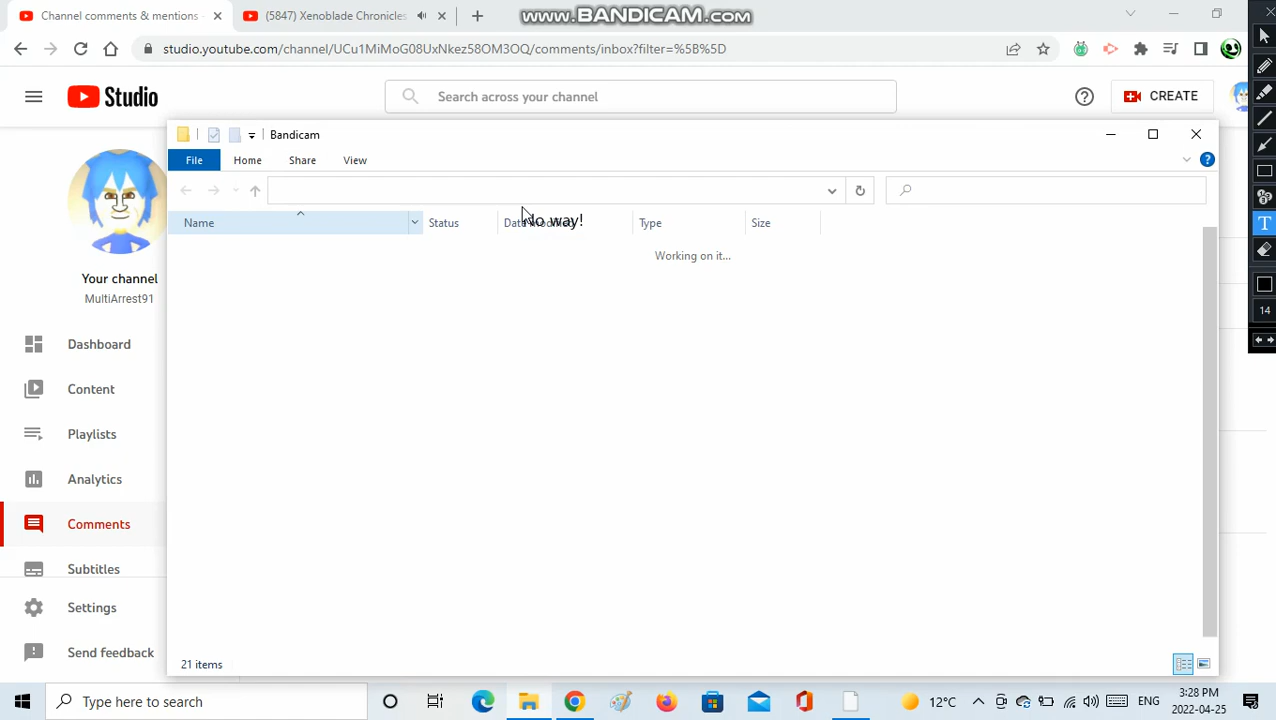 Channel comments & mentions
(5847) Xenoblade Chronicles
www.BANDICAM.com
studio.youtube.com/channel/UCu1MiMoG08UxNkez58OM3OQ/comments/inbox?filter=%5B%5D
Studio
Search across your channel
CREATE
Bandicam
File
Home
Share
View
Name
Status
No way!
Type
Size
Working on it...
Your channel
MultiArrest91
Dashboard
Content
Playlists
Analytics
Comments
Subtitles
Settings
Send feedback
21 items
T
14
Type here to search
12°C
ENG
3:28 PM
2022-04-25